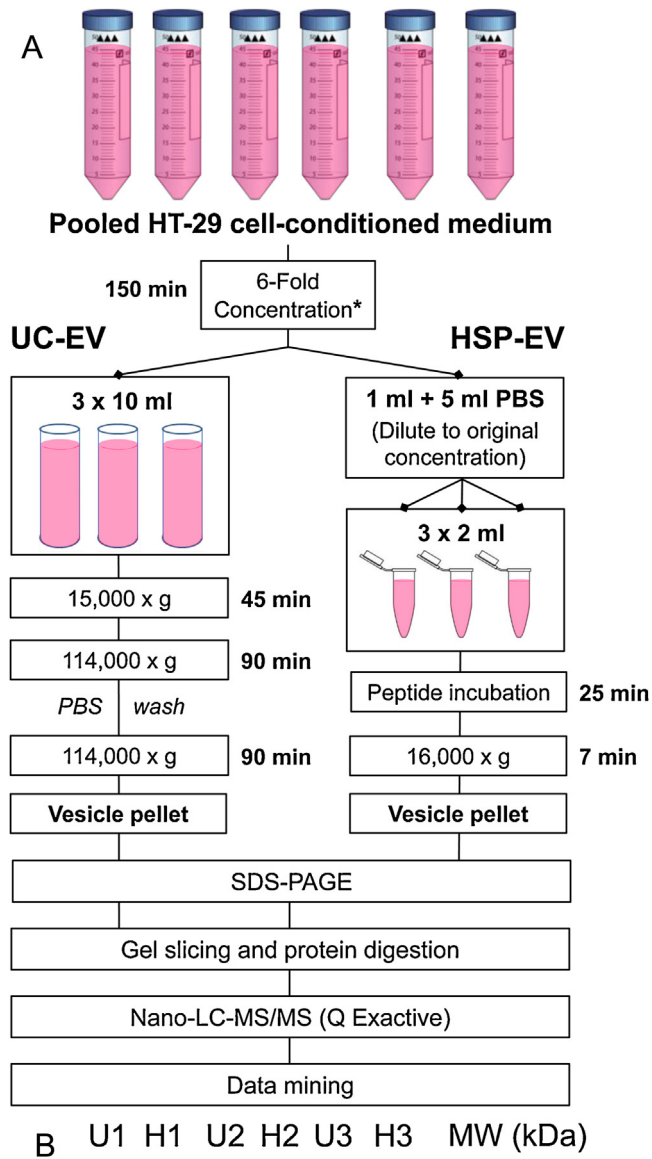 A
Pooled HT-29 cell-conditioned medium
150 min
6-Fold
Concentration*
UC-EV
HSP-EV
3 x 10 ml
1 ml + 5 ml PBS
(Dilute to original
concentration)
3 x 2 ml
15,000 x g
45 min
114,000 x g
90 min
Peptide incubation
25 min
PBS wash
114,000 x g
90 min
16,000 x g
7 min
Vesicle pellet
Vesicle pellet
SDS-PAGE
Gel slicing and protein digestion
Nano-LC-MS/MS (Q Exactive)
Data mining
B U1 H1 U2 H2 U3 H3 MW (kDa)